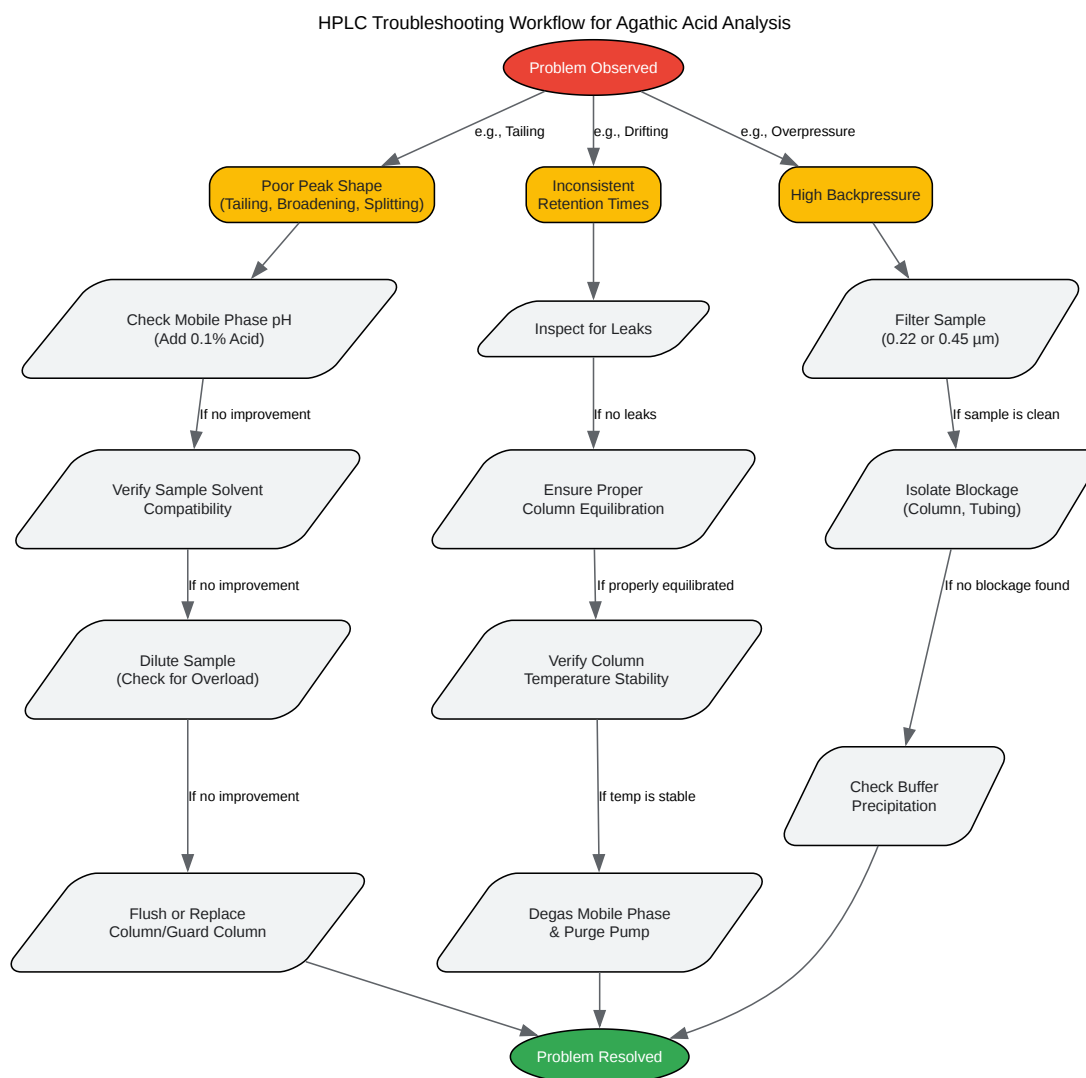 HPLC Troubleshooting Workflow for Agathic Acid Analysis
Problem Observed
e.g., Tailing
e.g., Drifting
e.g., Overpressure
Poor Peak Shape
(Tailing, Broadening, Splitting)
Inconsistent
Retention Times
High Backpressure
Check Mobile Phase pH
(Add 0.1% Acid)
Inspect for Leaks
Filter Sample
(0.22 or 0.45 µm)
If no improvement
If no leaks
If sample is clean
Verify Sample Solvent
Compatibility
Ensure Proper
Column Equilibration
Isolate Blockage
(Column, Tubing)
If no improvement
If properly equilibrated
If no blockage found
Dilute Sample
(Check for Overload)
Verify Column
Temperature Stability
If no improvement
If temp is stable
Check Buffer
Precipitation
Flush or Replace
Column/Guard Column
Degas Mobile Phase
& Purge Pump
Problem Resolved